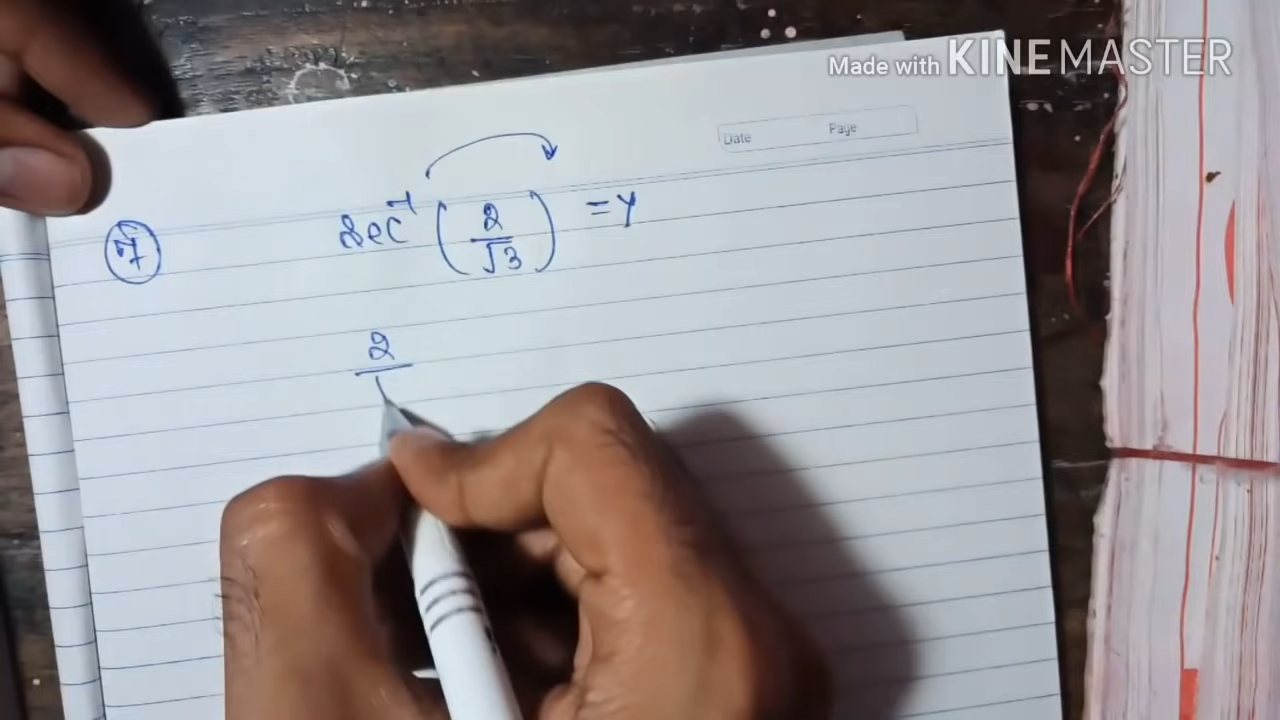 Made with KINEMASTER
Date Page
7 sec⁻¹ (2/√3) = y
2